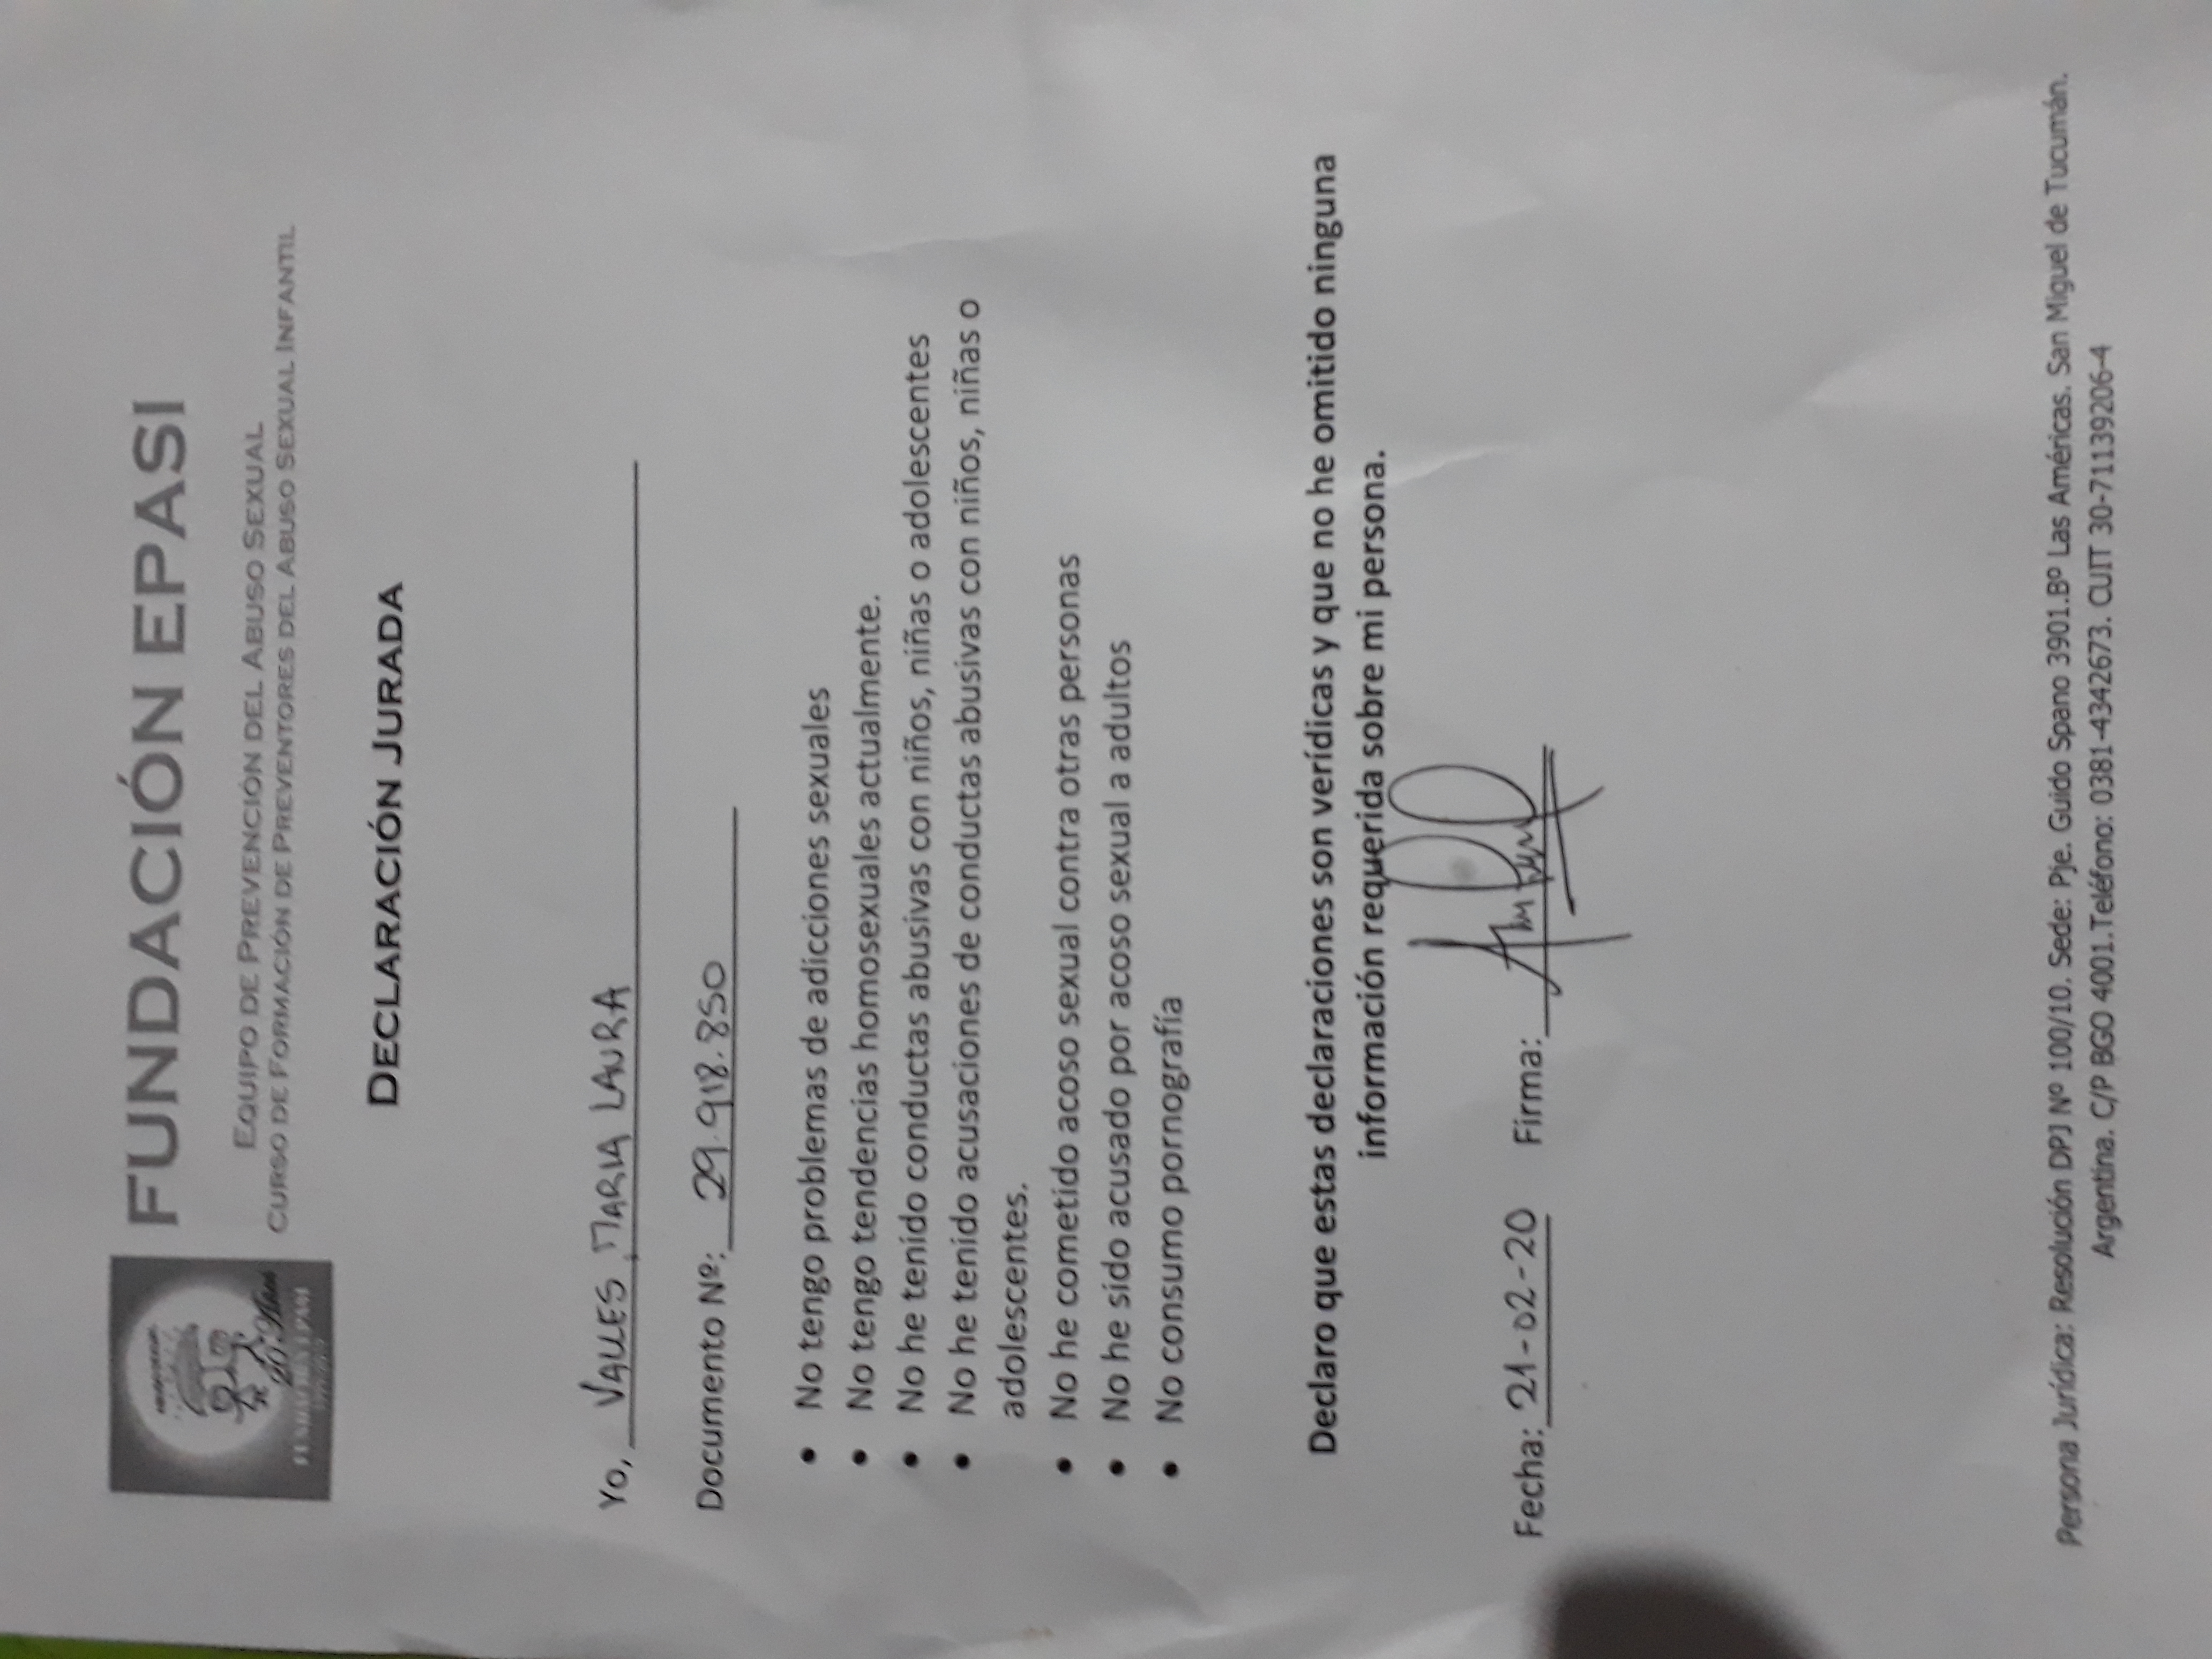 FUNDACIÓN EPASI
EQUIPO DE PREVENCIÓN DEL ABUSO SEXUAL
CURSO DE FORMACIÓN DE PREVENTORES DEL ABUSO SEXUAL INFANTIL
20 Años
FUNDACIÓN EPASI
DECLARACIÓN JURADA
Yo, VALLES, MARIA LAURA
Documento Nº: 29.918.850
• No tengo problemas de adicciones sexuales
• No tengo tendencias homosexuales actualmente.
• No he tenido conductas abusivas con niños, niñas o adolescentes
• No he tenido acusaciones de conductas abusivas con niños, niñas o
adolescentes.
• No he cometido acoso sexual contra otras personas
• No he sido acusado por acoso sexual a adultos
• No consumo pornografía
Declaro que estas declaraciones son verídicas y que no he omitido ninguna
información requerida sobre mi persona.
Fecha: 21-02-20 Firma:
Persona Jurídica: Resolución DPJ Nº 100/10. Sede: Pje. Guido Spano 3901.Bº Las Américas. San Miguel de Tucumán.
Argentina. C/P BGO 4001.Teléfono: 0381-4342673. CUIT 30-71139206-4